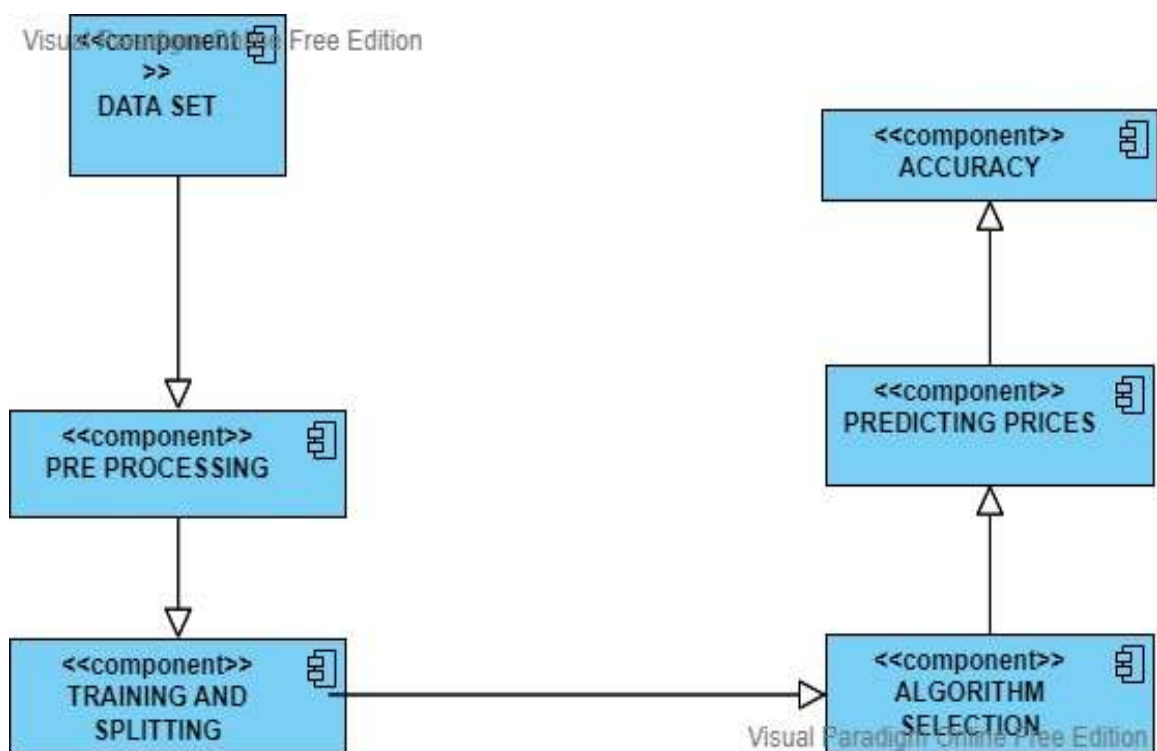 Visual Paradigm Online Free Edition
<<component
>>
DATA SET
<<component>>
ACCURACY
<<component>>
PRE PROCESSING
<<component>>
PREDICTING PRICES
<<component>>
TRAINING AND
SPLITTING
<<component>>
ALGORITHM
SELECTION
Visual Paradigm Online Free Edition